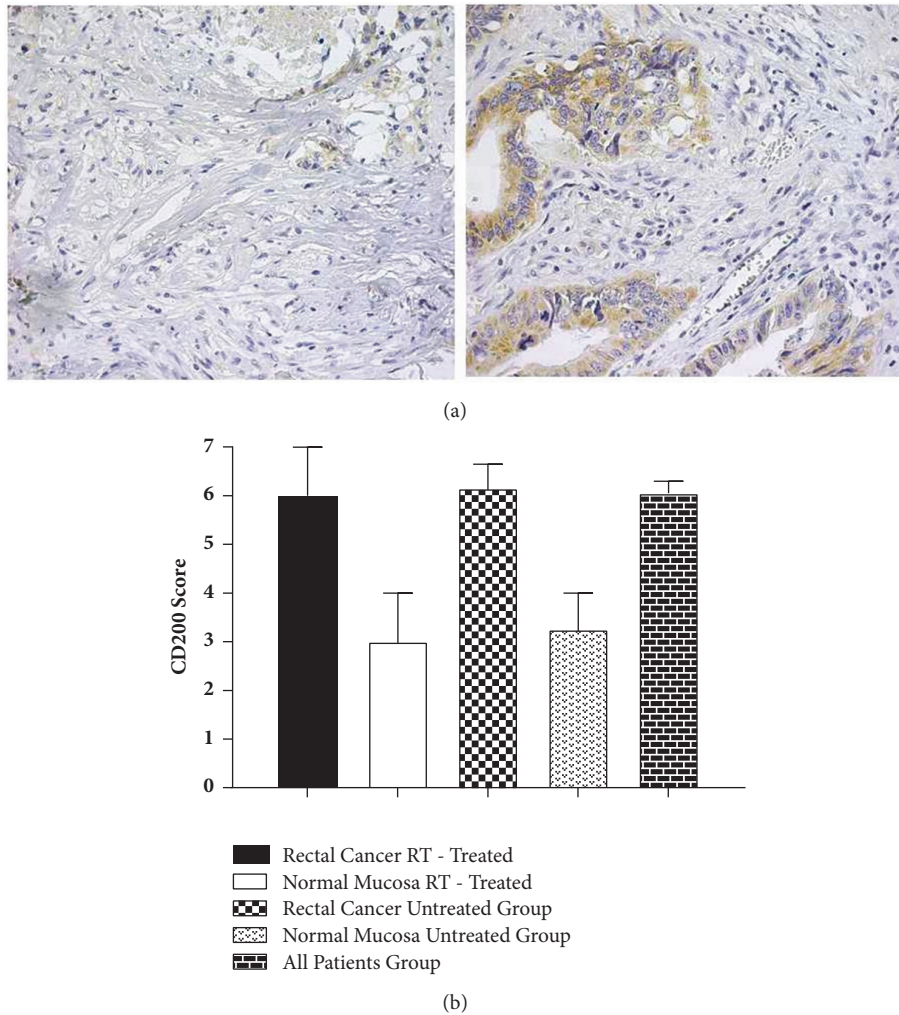 (a)
7
6
5
4
3
2
1
0
CD200 Score
Rectal Cancer RT - Treated
Normal Mucosa RT - Treated
Rectal Cancer Untreated Group
Normal Mucosa Untreated Group
All Patients Group
(b)